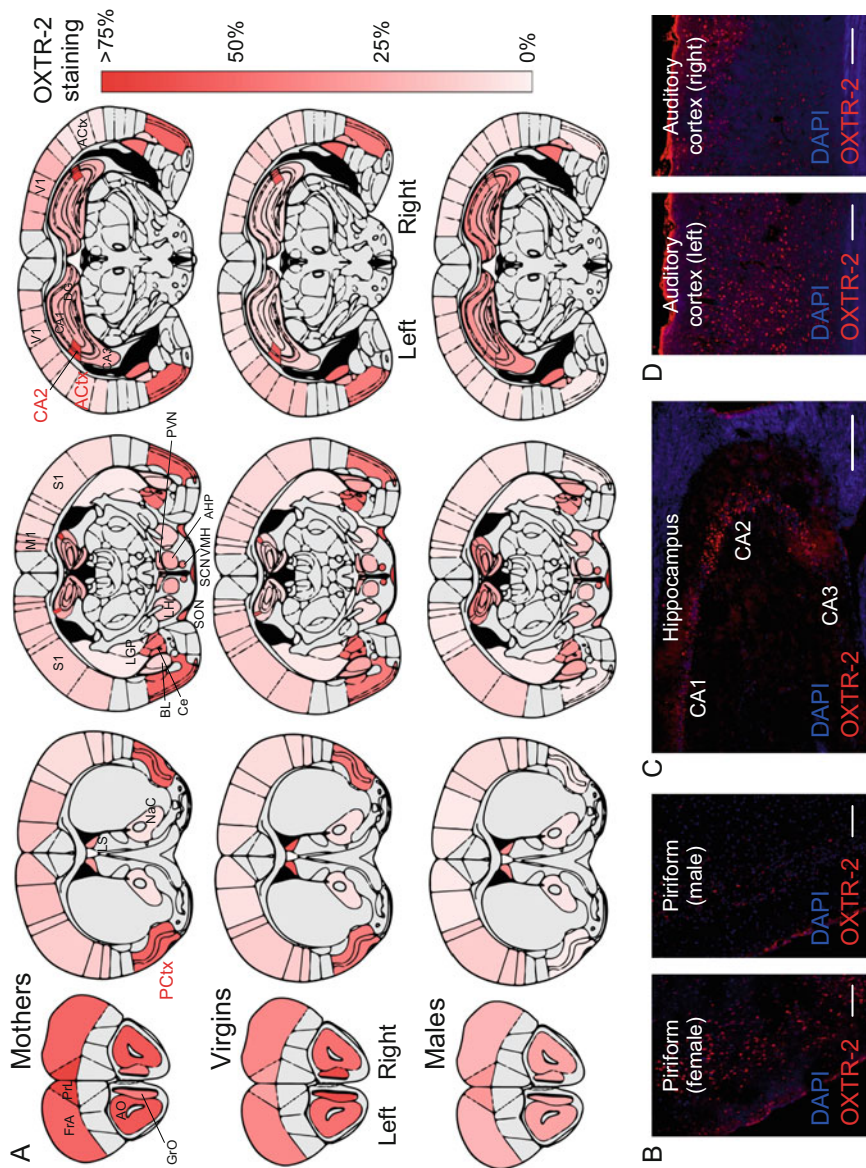 A
Mothers
FrA
PrL
AO
GrO
PCtx
LS
NaC
S1
M1
S1
LGP
BL
Ce
LH
SON
SCN
VMH
AHP
PVN
CA2
ACtx
V1
CA1
DG
CA3
V1
ACtx
OXTR-2
staining
>75%
50%
25%
0%
Virgins
Left
Right
Left
Right
Males
B
Piriform
(female)
DAPI
OXTR-2
Piriform
(male)
DAPI
OXTR-2
C
Hippocampus
CA1
CA2
CA3
DAPI
OXTR-2
D
Auditory
cortex (left)
DAPI
OXTR-2
Auditory
cortex (right)
DAPI
OXTR-2